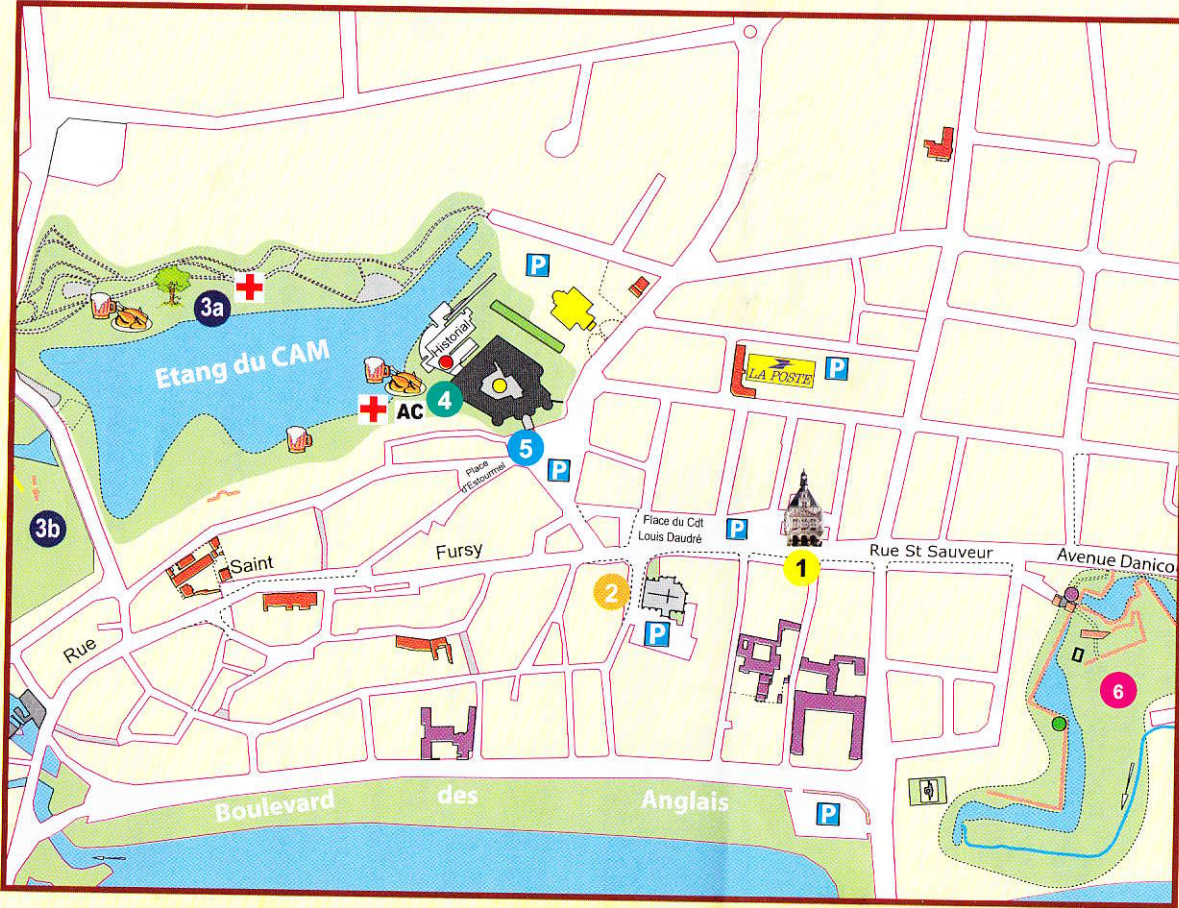 P
3a
Historial
Etang du CAM
LA POSTE
P
4
AC
5
P
Place
d'Estourmel
3b
Place du Cdt
Louis Daudré
P
Fursy
Saint
1
Rue St Sauveur
Avenue Danico
2
P
Rue
6
Boulevard des Anglais
P